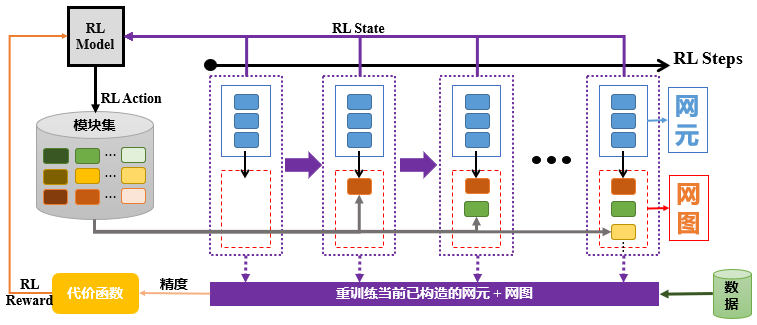 RL
Model
RL State
RL Steps
RL Action
模块集
...
...
...
网
元
网
图
RL
Reward
代价函数
精度
重训练当前已构造的网元 + 网图
数
据